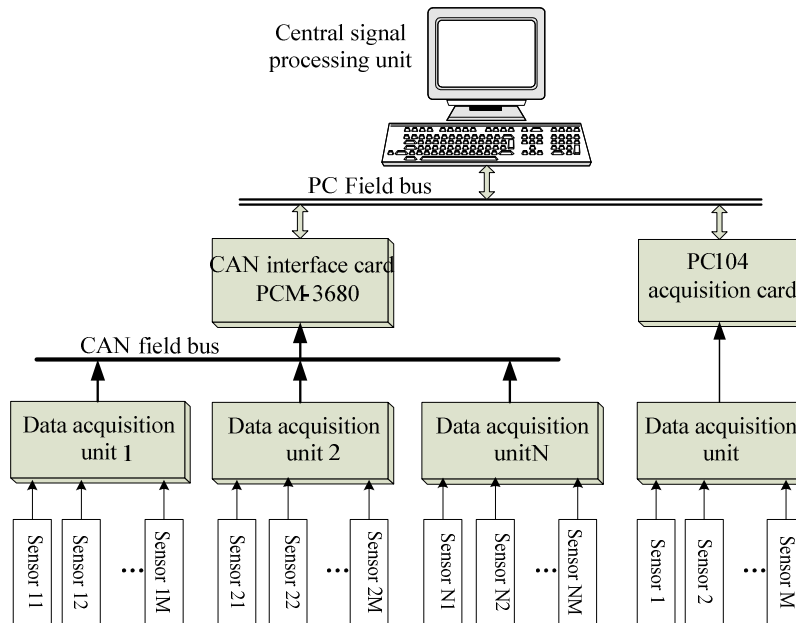 Central signal
processing unit
PC Field bus
CAN interface card
PCM-3680
PC104
acquisition card
CAN field bus
Data acquisition
unit 1
Data acquisition
unit 2
Data acquisition
unitN
Data acquisition
unit
Sensor 11
Sensor 12
...
Sensor 1M
Sensor 21
Sensor 22
...
Sensor 2M
Sensor N1
Sensor N2
...
Sensor NM
Sensor 1
Sensor 2
...
Sensor M